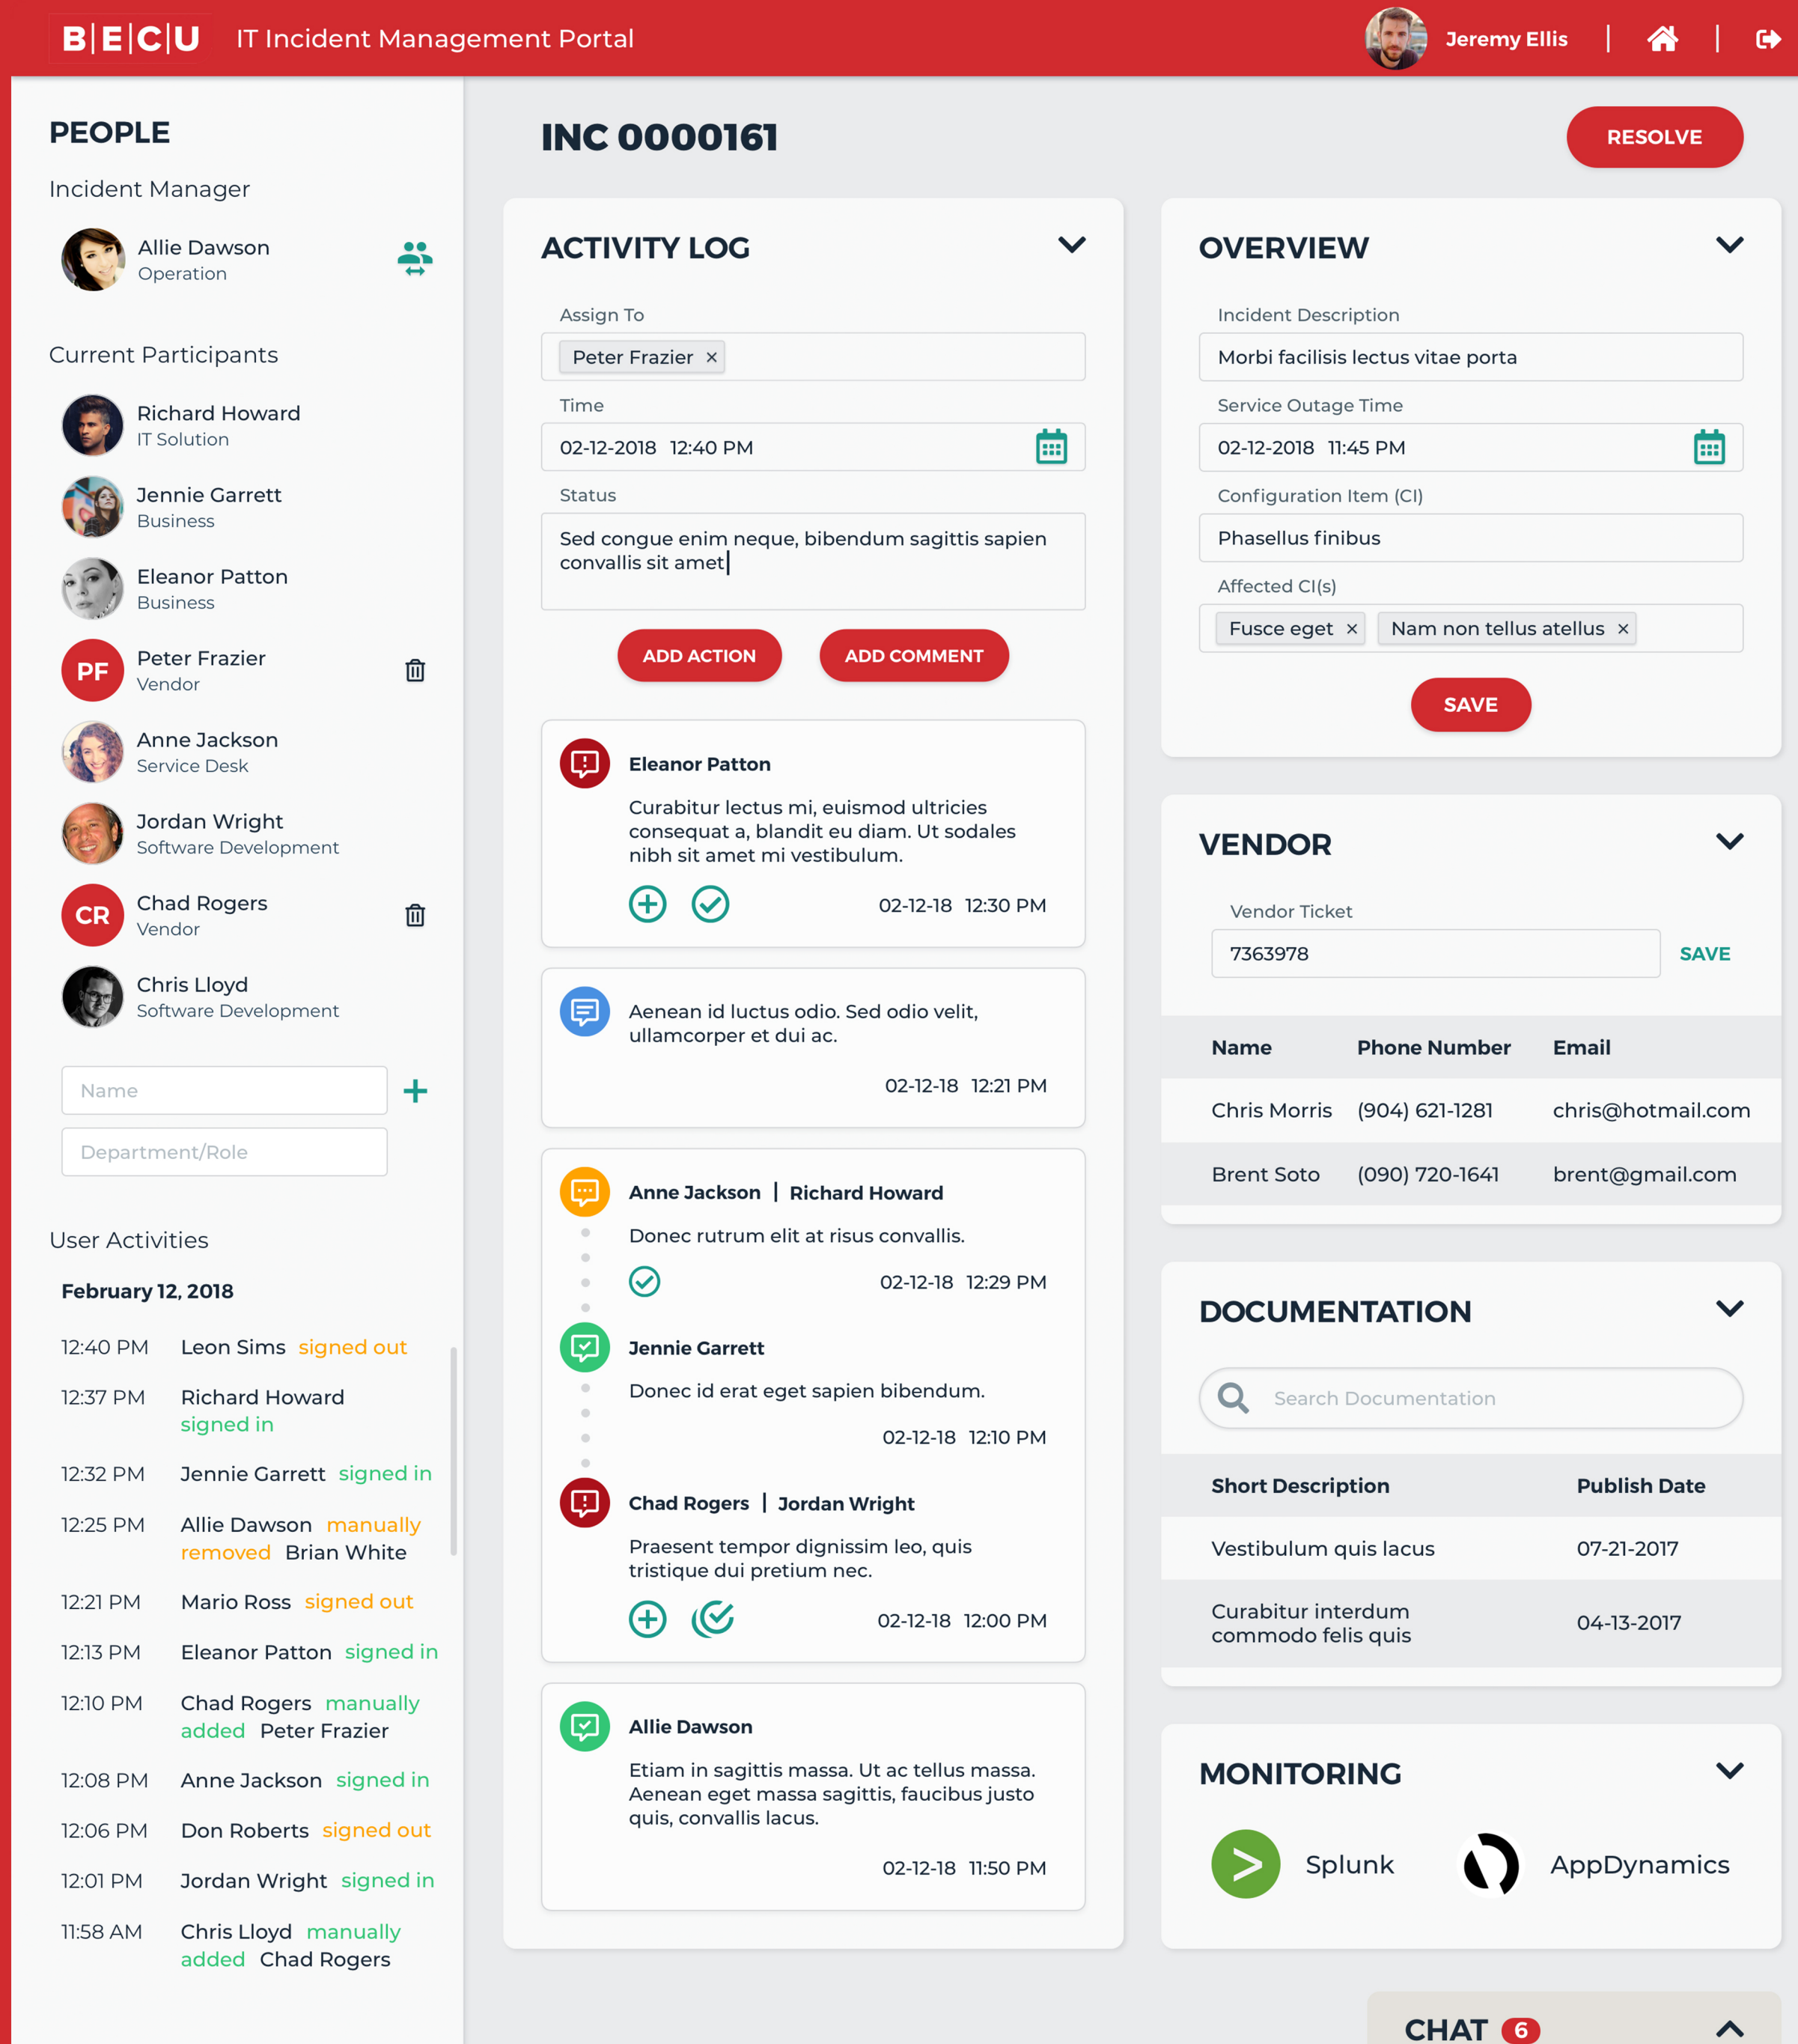 B|E|C|U IT Incident Management Portal
Jeremy Ellis
PEOPLE
Incident Manager
Allie Dawson
Operation
Current Participants
Richard Howard
IT Solution
Jennie Garrett
Business
Eleanor Patton
Business
PF
Peter Frazier
Vendor
Anne Jackson
Service Desk
Jordan Wright
Software Development
CR
Chad Rogers
Vendor
Chris Lloyd
Software Development
Name
Department/Role
User Activities
February 12, 2018
12:40 PM Leon Sims signed out
12:37 PM Richard Howard
signed in
12:32 PM Jennie Garrett signed in
12:25 PM Allie Dawson manually
removed Brian White
12:21 PM Mario Ross signed out
12:13 PM Eleanor Patton signed in
12:10 PM Chad Rogers manually
added Peter Frazier
12:08 PM Anne Jackson signed in
12:06 PM Don Roberts signed out
12:01 PM Jordan Wright signed in
11:58 AM Chris Lloyd manually
added Chad Rogers
INC 0000161
RESOLVE
ACTIVITY LOG
Assign To
Peter Frazier ×
Time
02-12-2018 12:40 PM
Status
Sed congue enim neque, bibendum sagittis sapien
convallis sit amet
ADD ACTION
ADD COMMENT
Eleanor Patton
Curabitur lectus mi, euismod ultricies
consequat a, blandit eu diam. Ut sodales
nibh sit amet mi vestibulum.
02-12-18 12:30 PM
Aenean id luctus odio. Sed odio velit,
ullamcorper et dui ac.
02-12-18 12:21 PM
Anne Jackson | Richard Howard
Donec rutrum elit at risus convallis.
02-12-18 12:29 PM
Jennie Garrett
Donec id erat eget sapien bibendum.
02-12-18 12:10 PM
Chad Rogers | Jordan Wright
Praesent tempor dignissim leo, quis
tristique dui pretium nec.
02-12-18 12:00 PM
Allie Dawson
Etiam in sagittis massa. Ut ac tellus massa.
Aenean eget massa sagittis, faucibus justo
quis, convallis lacus.
02-12-18 11:50 PM
OVERVIEW
Incident Description
Morbi facilisis lectus vitae porta
Service Outage Time
02-12-2018 11:45 PM
Configuration Item (CI)
Phasellus finibus
Affected CI(s)
Fusce eget × Nam non tellus atellus ×
SAVE
VENDOR
Vendor Ticket
7363978
SAVE
Name Phone Number Email
Chris Morris (904) 621-1281 chris@hotmail.com
Brent Soto (090) 720-1641 brent@gmail.com
DOCUMENTATION
Search Documentation
Short Description Publish Date
Vestibulum quis lacus 07-21-2017
Curabitur interdum
commodo felis quis
04-13-2017
MONITORING
Splunk
AppDynamics
CHAT 6